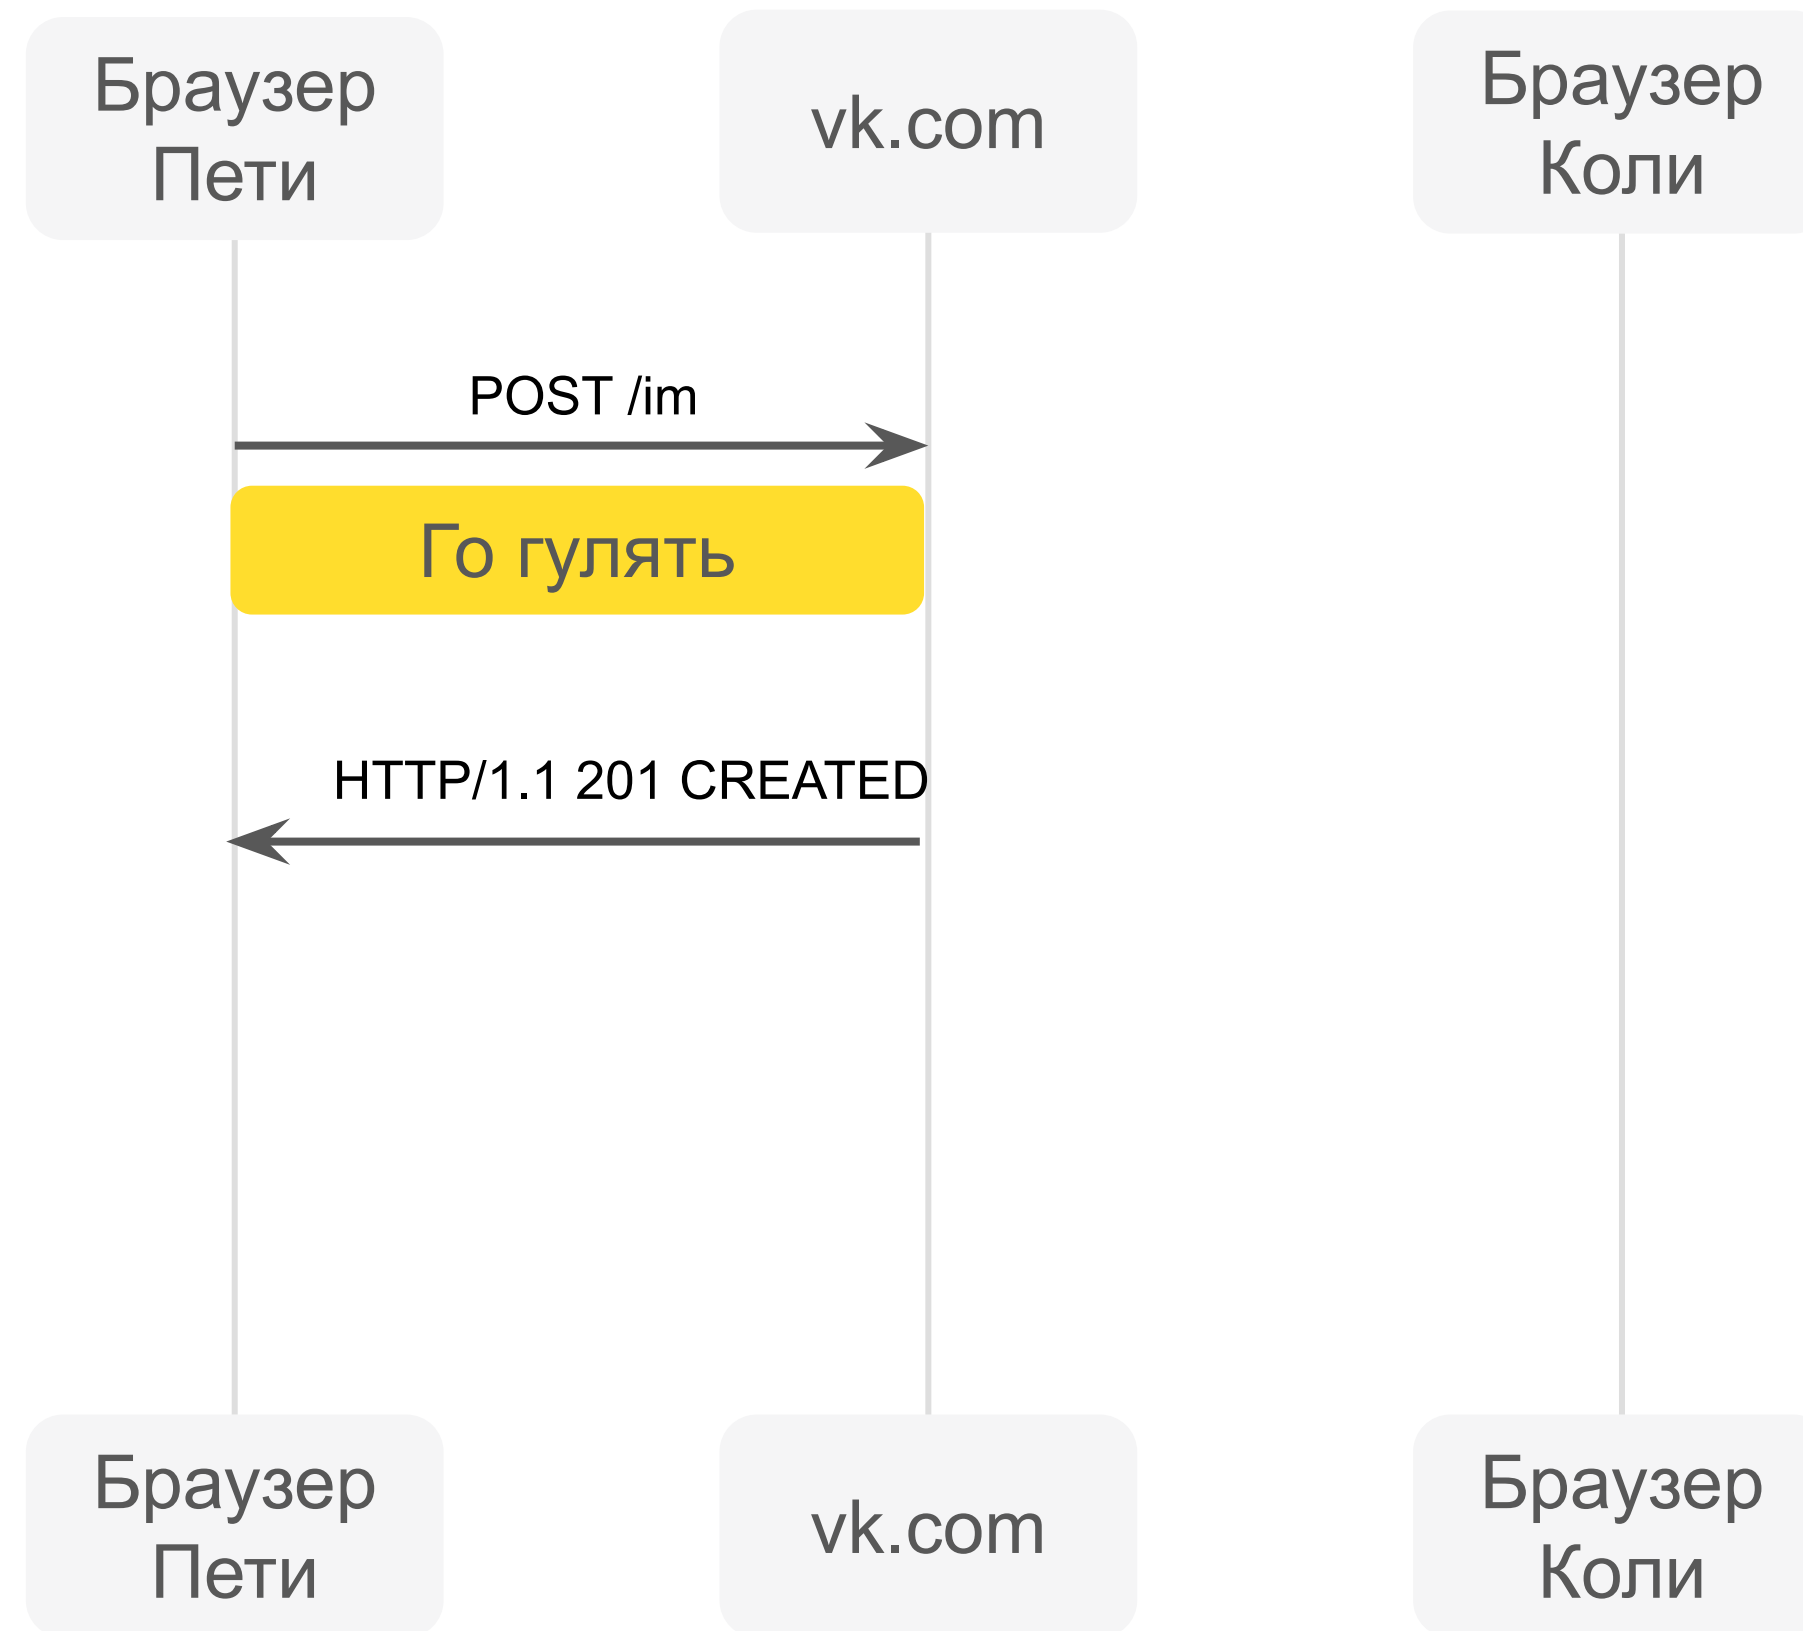 Браузер
Пети
vk.com
Браузер
Коли
POST /im
Го гулять
HTTP/1.1 201 CREATED
Браузер
Пети
vk.com
Браузер
Коли